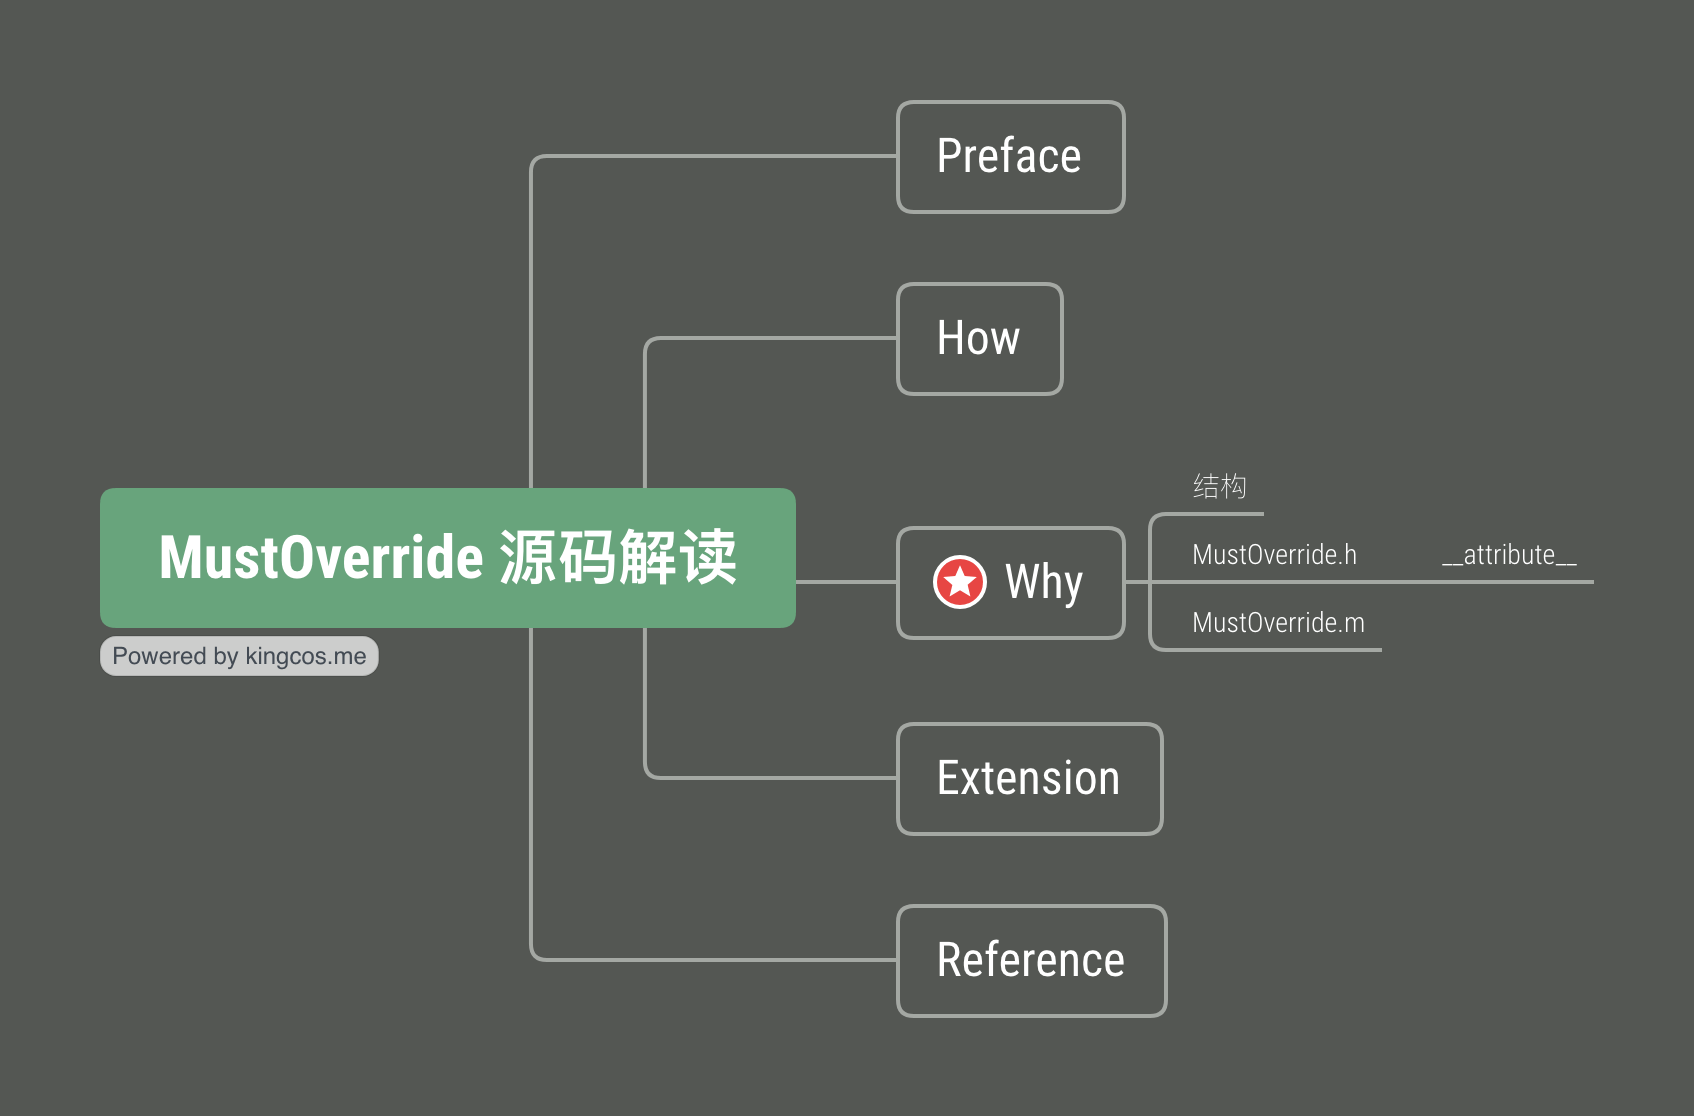 Preface
How
MustOverride 源码解读
Powered by kingcos.me
Why
结构
MustOverride.h
__attribute__
MustOverride.m
Extension
Reference